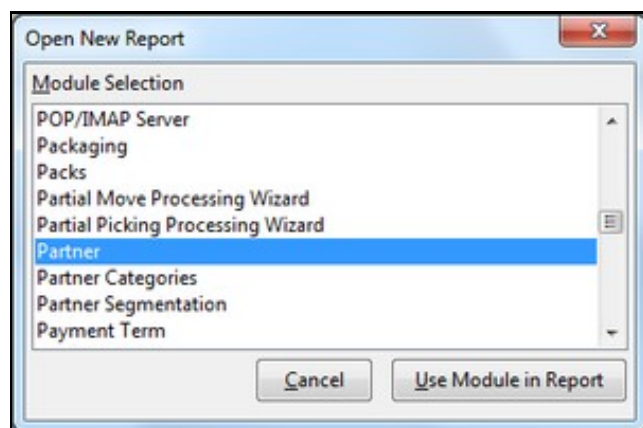 Open New Report
Module Selection
POP/IMAP Server
Packaging
Packs
Partial Move Processing Wizard
Partial Picking Processing Wizard
Partner
Partner Categories
Partner Segmentation
Payment Term
Cancel Use Module in Report